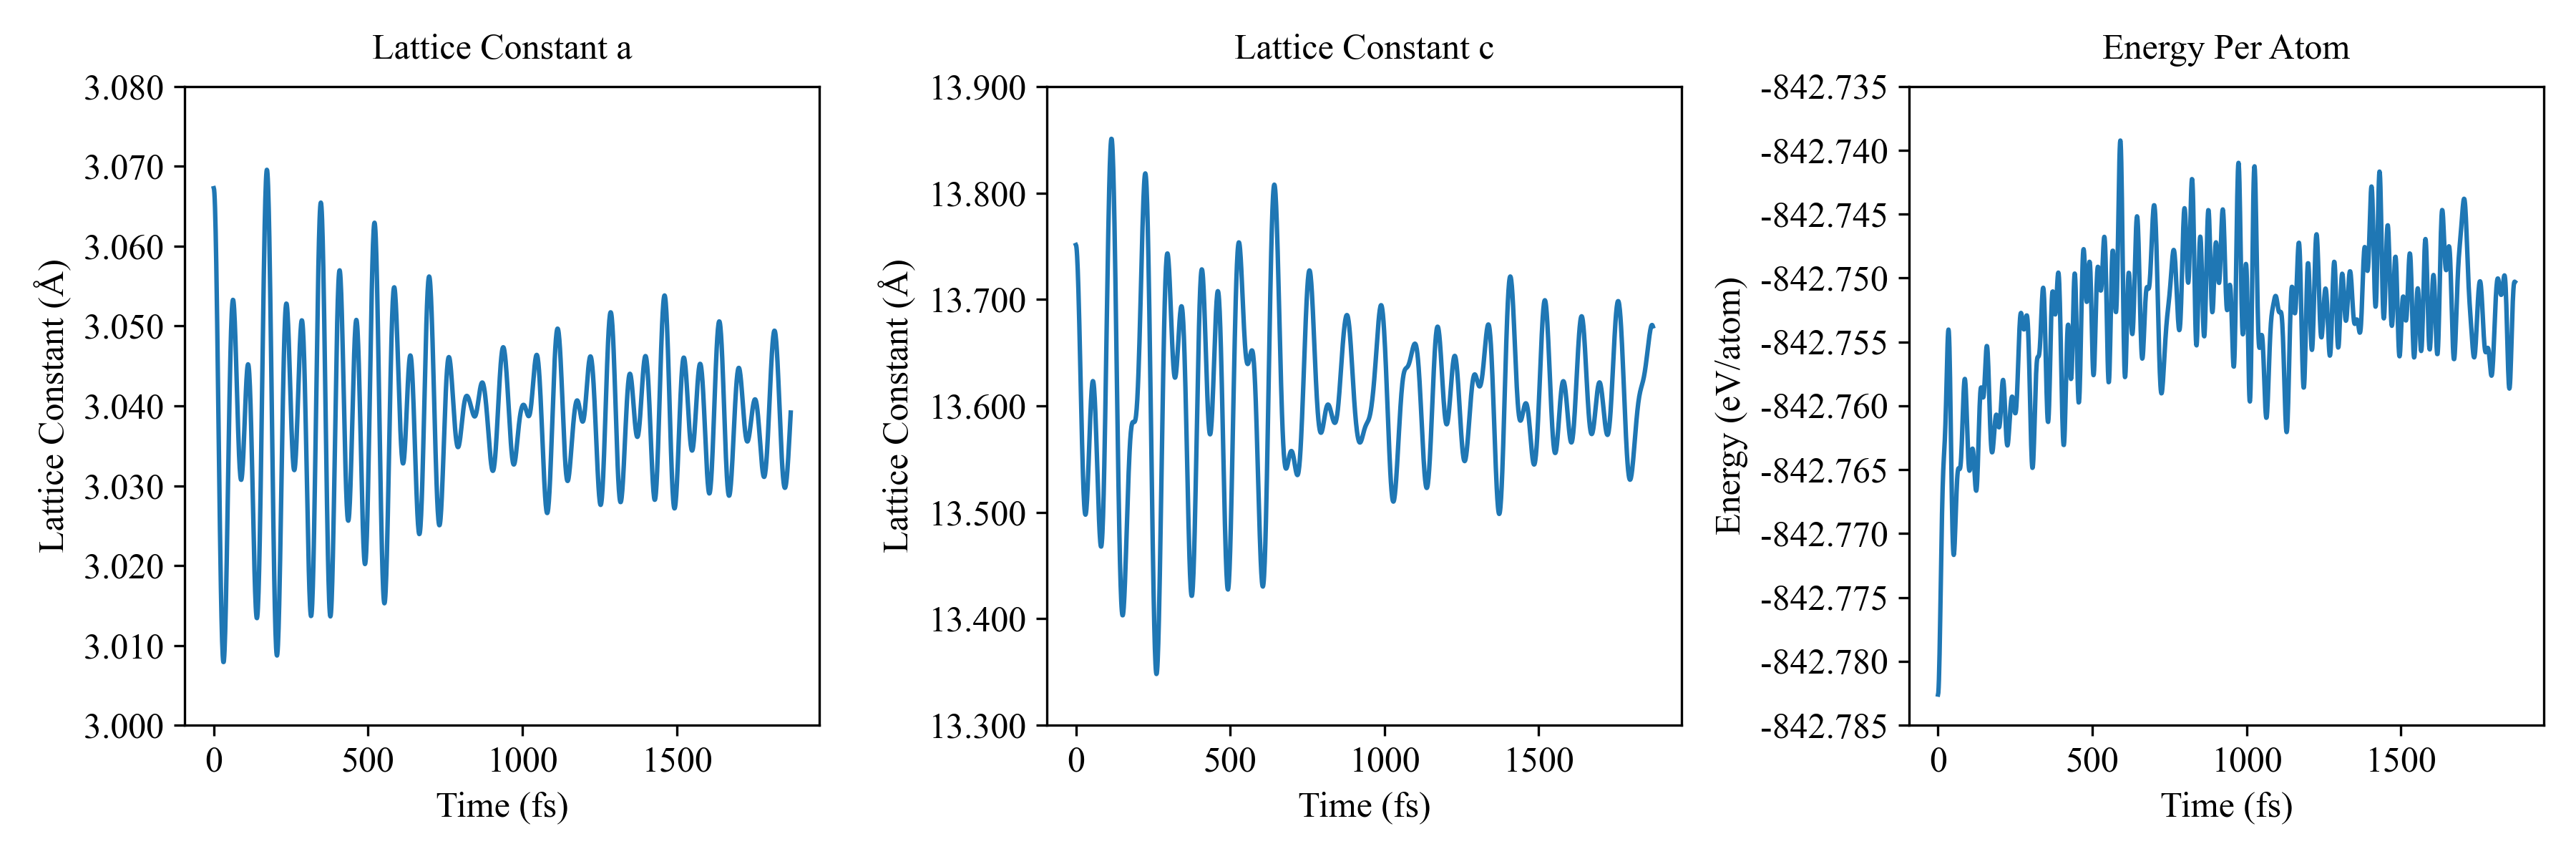 Lattice Constant a
Lattice Constant (Å)
3.080
3.070
3.060
3.050
3.040
3.030
3.020
3.010
3.000
0 500 1000 1500
Time (fs)
Lattice Constant c
Lattice Constant (Å)
13.900
13.800
13.700
13.600
13.500
13.400
13.300
0 500 1000 1500
Time (fs)
Energy Per Atom
Energy (eV/atom)
-842.735
-842.740
-842.745
-842.750
-842.755
-842.760
-842.765
-842.770
-842.775
-842.780
-842.785
0 500 1000 1500
Time (fs)